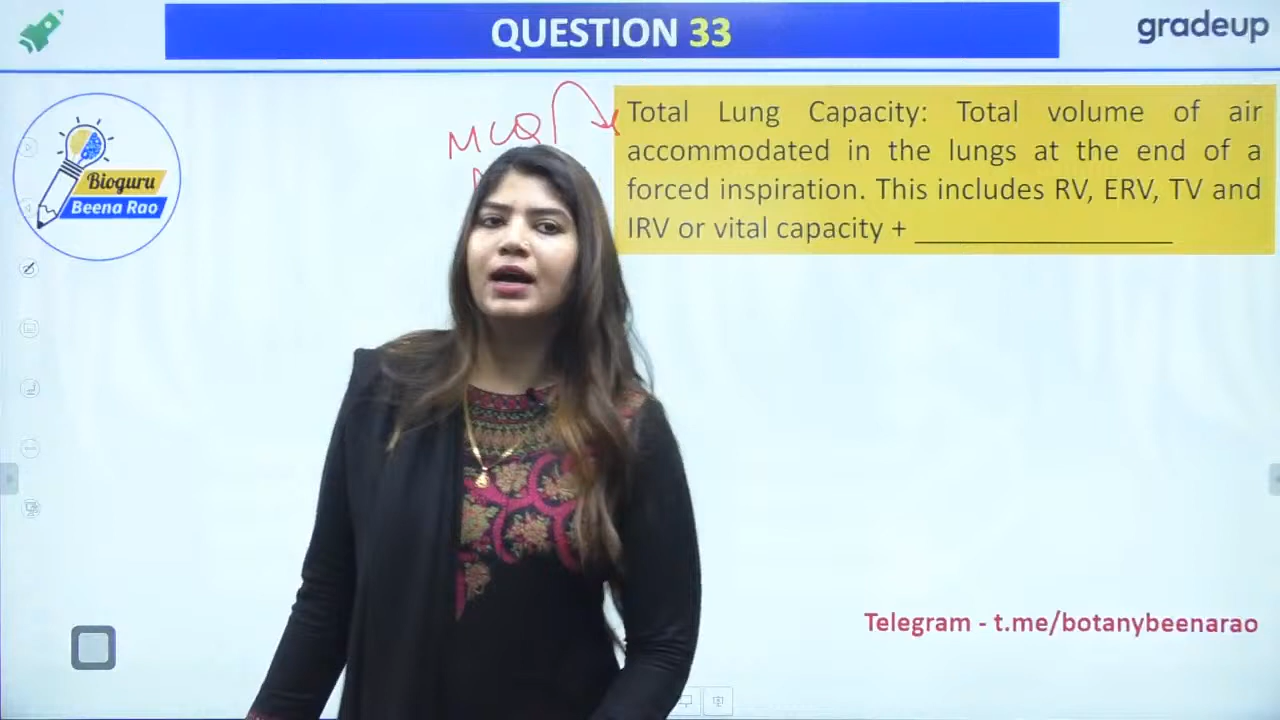 QUESTION 33
gradeup
Bioguru
Beena Rao
MCQ
Total Lung Capacity: Total volume of air
accommodated in the lungs at the end of a
forced inspiration. This includes RV, ERV, TV and
IRV or vital capacity + _______________
Telegram - t.me/botanybeenarao